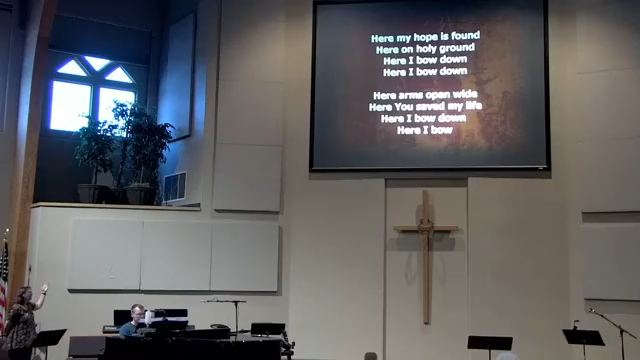 Here my hope is found
Here on holy ground
Here I bow down
Here I bow down
Here arms open wide
Here You saved my life
Here I bow down
Here I bow